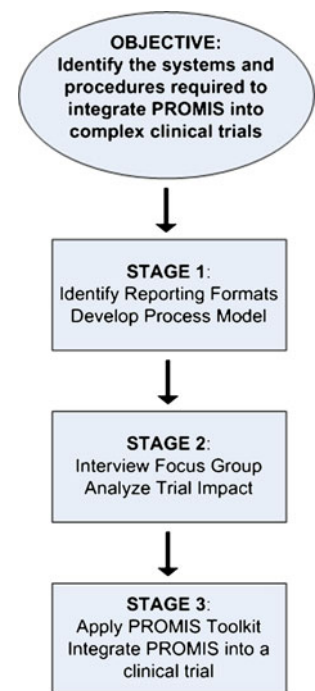 OBJECTIVE:
Identify the systems and
procedures required to
integrate PROMIS into
complex clinical trials
STAGE 1:
Identify Reporting Formats
Develop Process Model
STAGE 2:
Interview Focus Group
Analyze Trial Impact
STAGE 3:
Apply PROMIS Toolkit
Integrate PROMIS into a
clinical trial